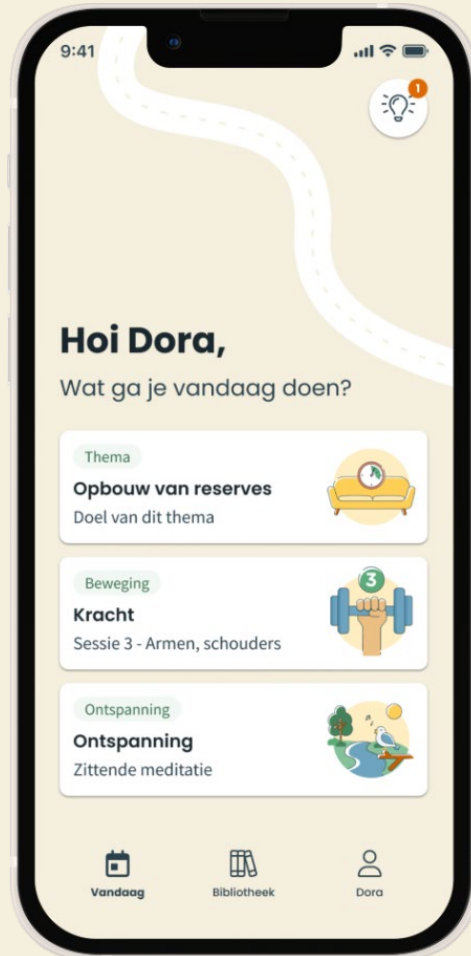 9:41
1
Hoi Dora,
Wat ga je vandaag doen?
Thema
Opbouw van reserves
Doel van dit thema
Beweging
Kracht
Sessie 3 - Armen, schouders
3
Ontspanning
Ontspanning
Zittende meditatie
Vandaag
Bibliotheek
Dora